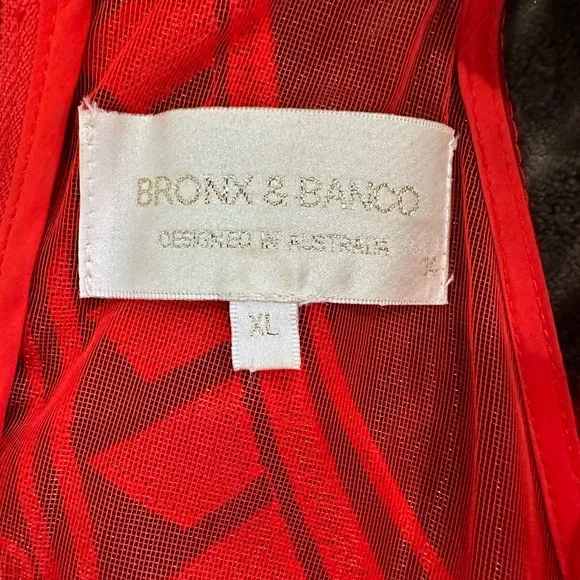 BRONX & BANCO
DESIGNED IN AUSTRALIA
XL